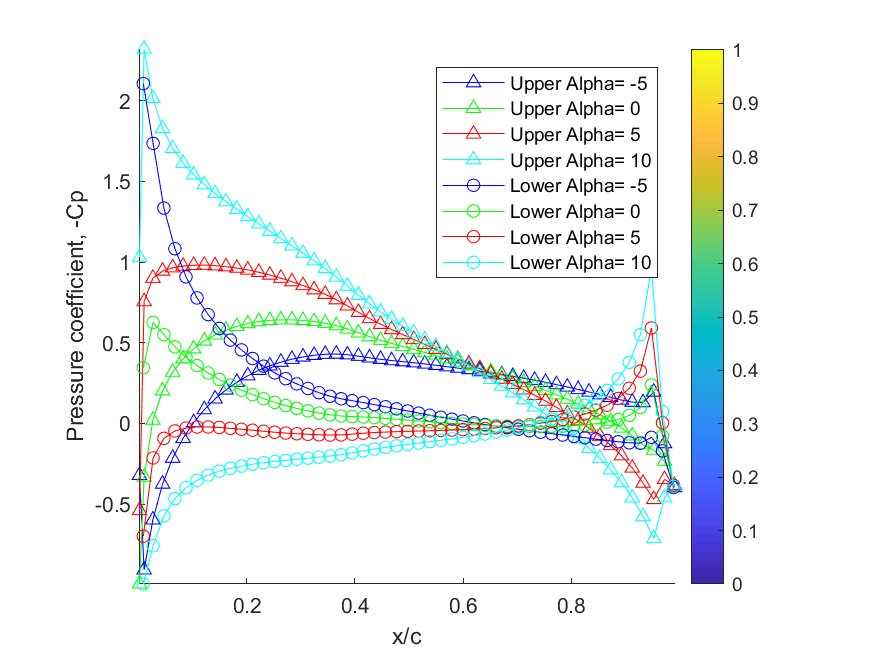 Pressure coefficient, -Cp
2
1.5
1
0.5
0
-0.5
0.2
0.4
0.6
0.8
x/c
Upper Alpha= -5
Upper Alpha= 0
Upper Alpha= 5
Upper Alpha= 10
Lower Alpha= -5
Lower Alpha= 0
Lower Alpha= 5
Lower Alpha= 10
1
0.9
0.8
0.7
0.6
0.5
0.4
0.3
0.2
0.1
0